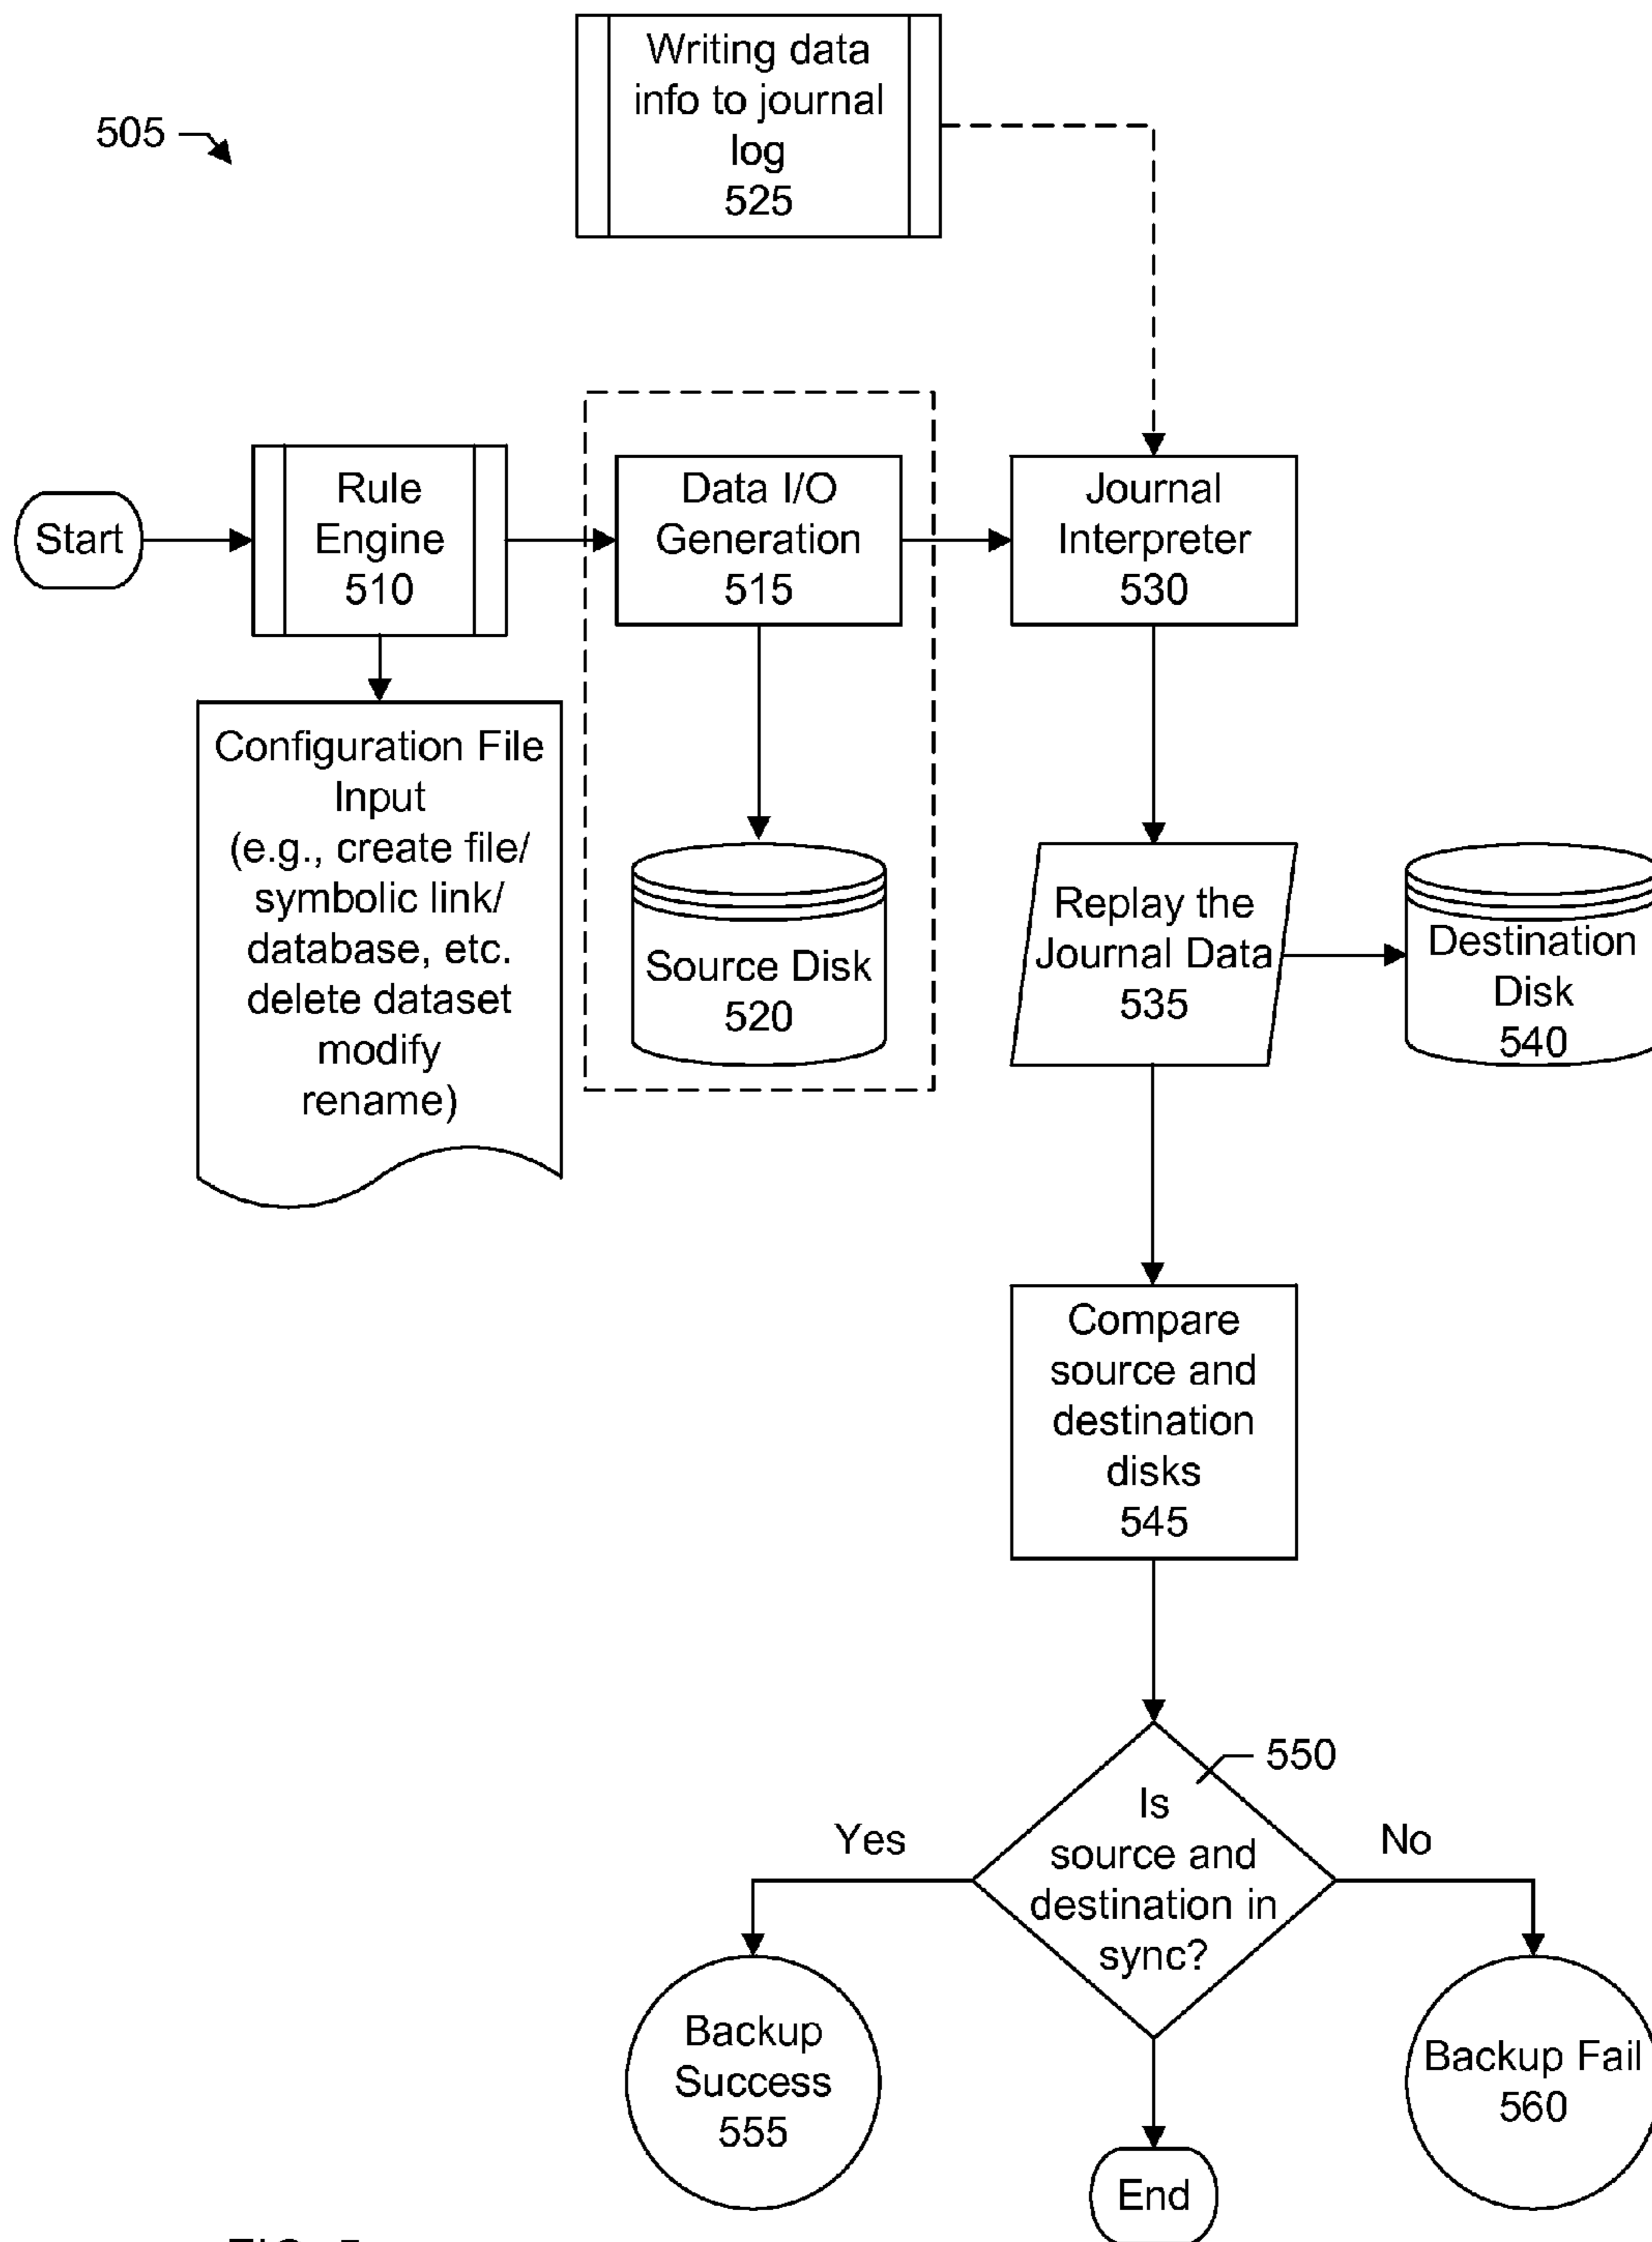 Writing data
info to journal
log
525
505
Start
Rule
Engine
510
Data I/O
Generation
515
Journal
Interpreter
530
Configuration File
Input
(e.g., create file/
symbolic link/
database, etc.
delete dataset
modify
rename)
Source Disk
520
Replay the
Journal Data
535
Destination
Disk
540
Compare
source and
destination
disks
545
550
Is
source and
destination in
sync?
Yes
No
Backup
Success
555
Backup Fail
560
End